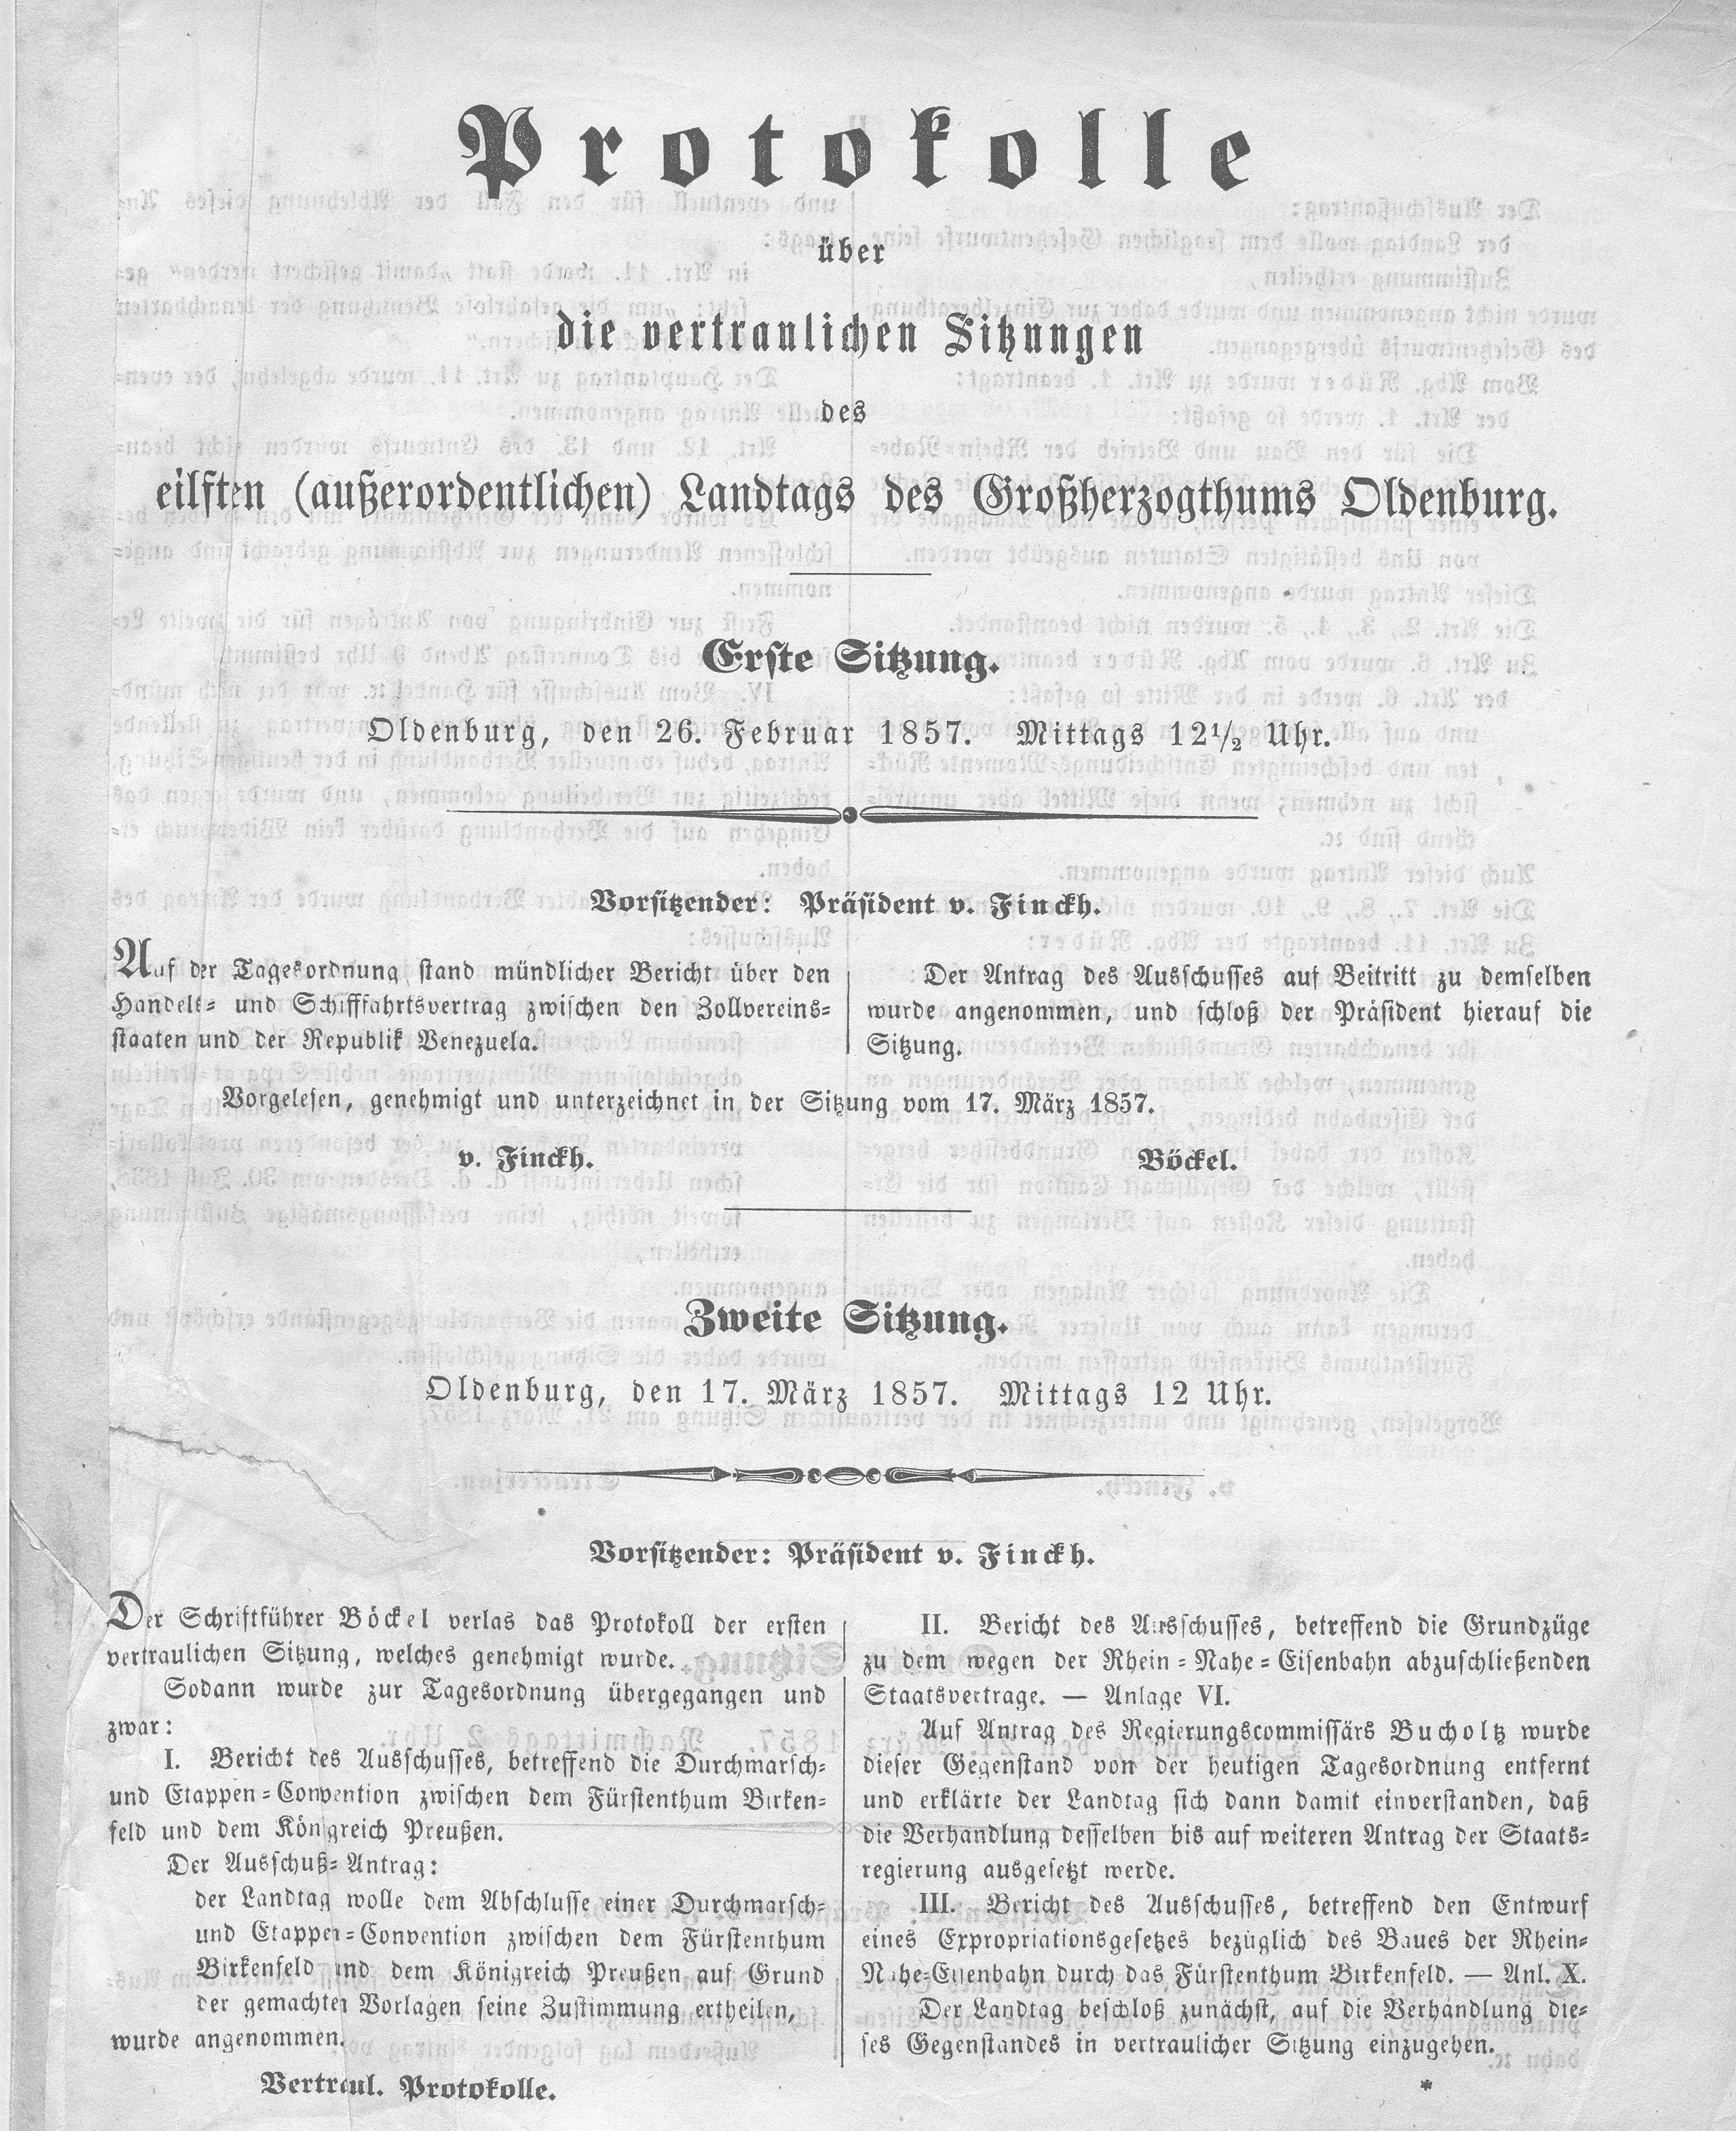 Protokolle
über
die vertraulichen Sitzungen
des
eilften (außerordentlichen) Landtags des Großherzogthums Oldenburg.
Erste Sitzung.
Oldenburg, den 26. Februar 1857. Mittags 12½ Uhr.
Vorsitzender: Präsident v. Finckh.
Auf der Tagesordnung stand mündlicher Bericht über den
Handels- und Schifffahrtsvertrag zwischen den Zollvereins-
staaten und der Republik Venezuela.
Der Antrag des Ausschusses auf Beitritt zu demselben
wurde angenommen, und schloß der Präsident hierauf die
Sitzung.
Vorgelesen, genehmigt und unterzeichnet in der Sitzung vom 17. März 1857.
v. Finckh. Böckel.
Zweite Sitzung.
Oldenburg, den 17. März 1857. Mittags 12 Uhr.
Vorsitzender: Präsident v. Finckh.
Der Schriftführer Böckel verlas das Protokoll der ersten
vertraulichen Sitzung, welches genehmigt wurde.
Sodann wurde zur Tagesordnung übergegangen und
zwar:
I. Bericht des Ausschusses, betreffend die Durchmarsch-
und Etappen-Convention zwischen dem Fürstenthum Birken-
feld und dem Königreich Preußen.
Der Ausschuß-Antrag:
der Landtag wolle dem Abschlusse einer Durchmarsch-
und Etappen-Convention zwischen dem Fürstenthum
Birkenfeld und dem Königreich Preußen auf Grund
der gemachten Vorlagen seine Zustimmung ertheilen,
wurde angenommen.
II. Bericht des Ausschusses, betreffend die Grundzüge
zu dem wegen der Rhein-Nahe-Eisenbahn abzuschließenden
Staatsvertrage. — Anlage VI.
Auf Antrag des Regierungscommissärs Bucholtz wurde
dieser Gegenstand von der heutigen Tagesordnung entfernt
und erklärte der Landtag sich dann damit einverstanden, daß
die Verhandlung desselben bis auf weiteren Antrag der Staats-
regierung ausgesetzt werde.
III. Bericht des Ausschusses, betreffend den Entwurf
eines Expropriationsgesetzes bezüglich des Baues der Rhein-
Nahe-Eisenbahn durch das Fürstenthum Birkenfeld. — Anl. X.
Der Landtag beschloß zunächst, auf die Verhandlung die-
ses Gegenstandes in vertraulicher Sitzung einzugehen.
Vertraul. Protokolle. *